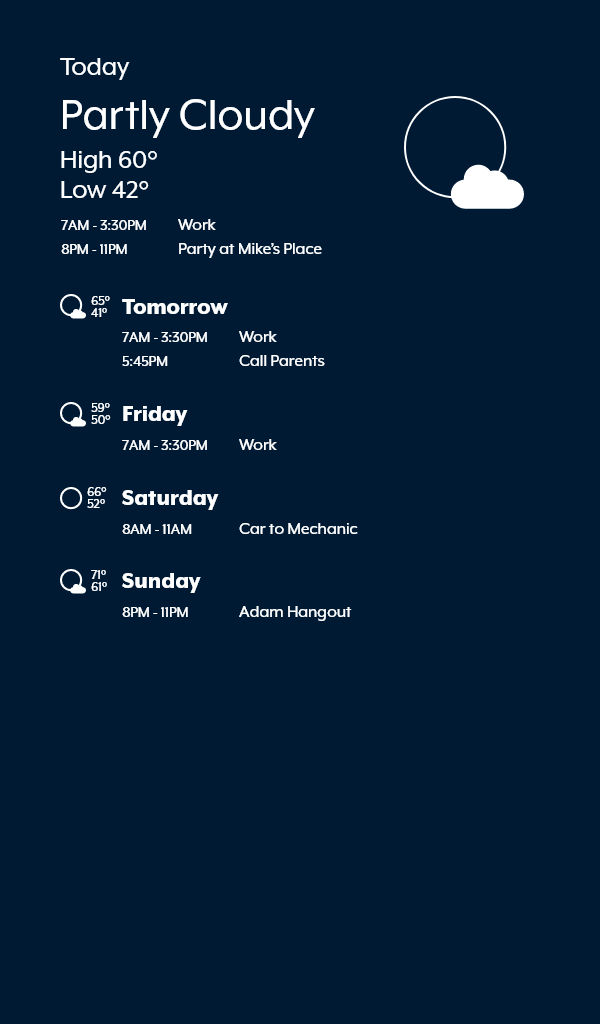 Today
Partly Cloudy
High 60°
Low 42°
7AM - 3:30PM Work
8PM - 11PM Party at Mike's Place
65°
41°
Tomorrow
7AM - 3:30PM Work
5:45PM Call Parents
59°
50°
Friday
7AM - 3:30PM Work
66°
52°
Saturday
8AM - 11AM Car to Mechanic
71°
61°
Sunday
8PM - 11PM Adam Hangout